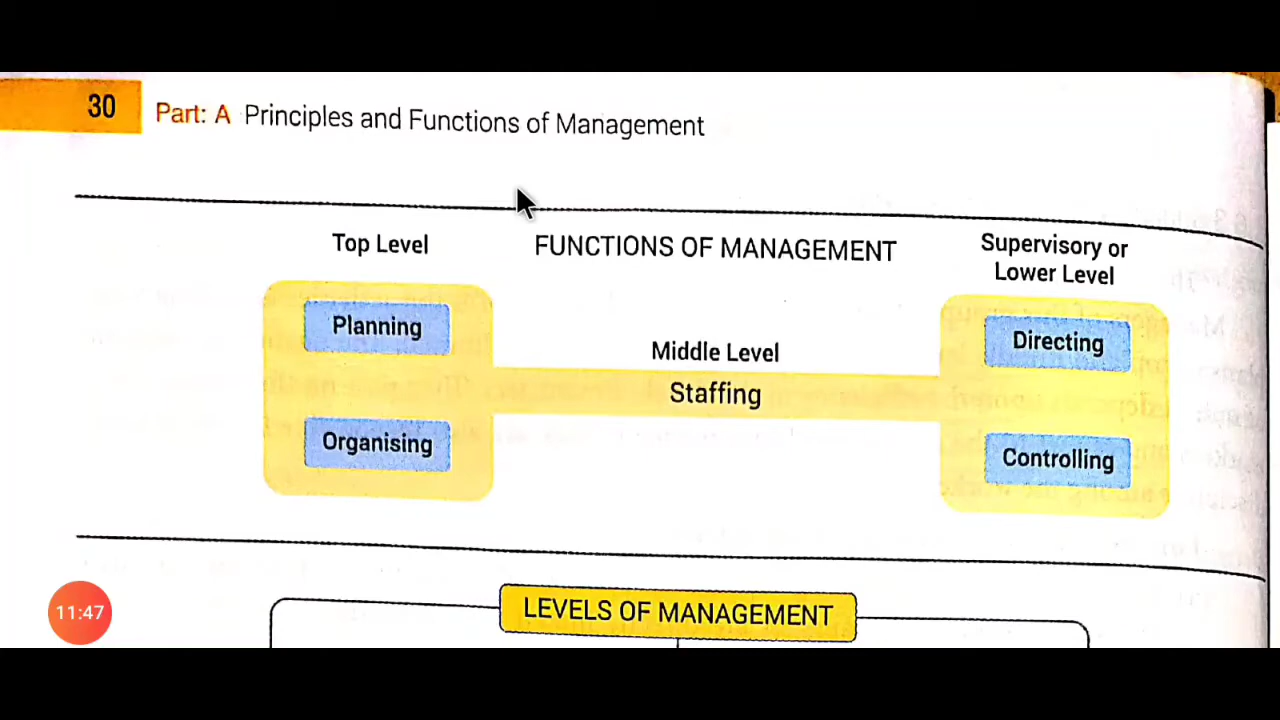 30 Part: A Principles and Functions of Management
Top Level
FUNCTIONS OF MANAGEMENT
Supervisory or
Lower Level
Planning
Directing
Middle Level
Staffing
Organising
Controlling
LEVELS OF MANAGEMENT
11:47